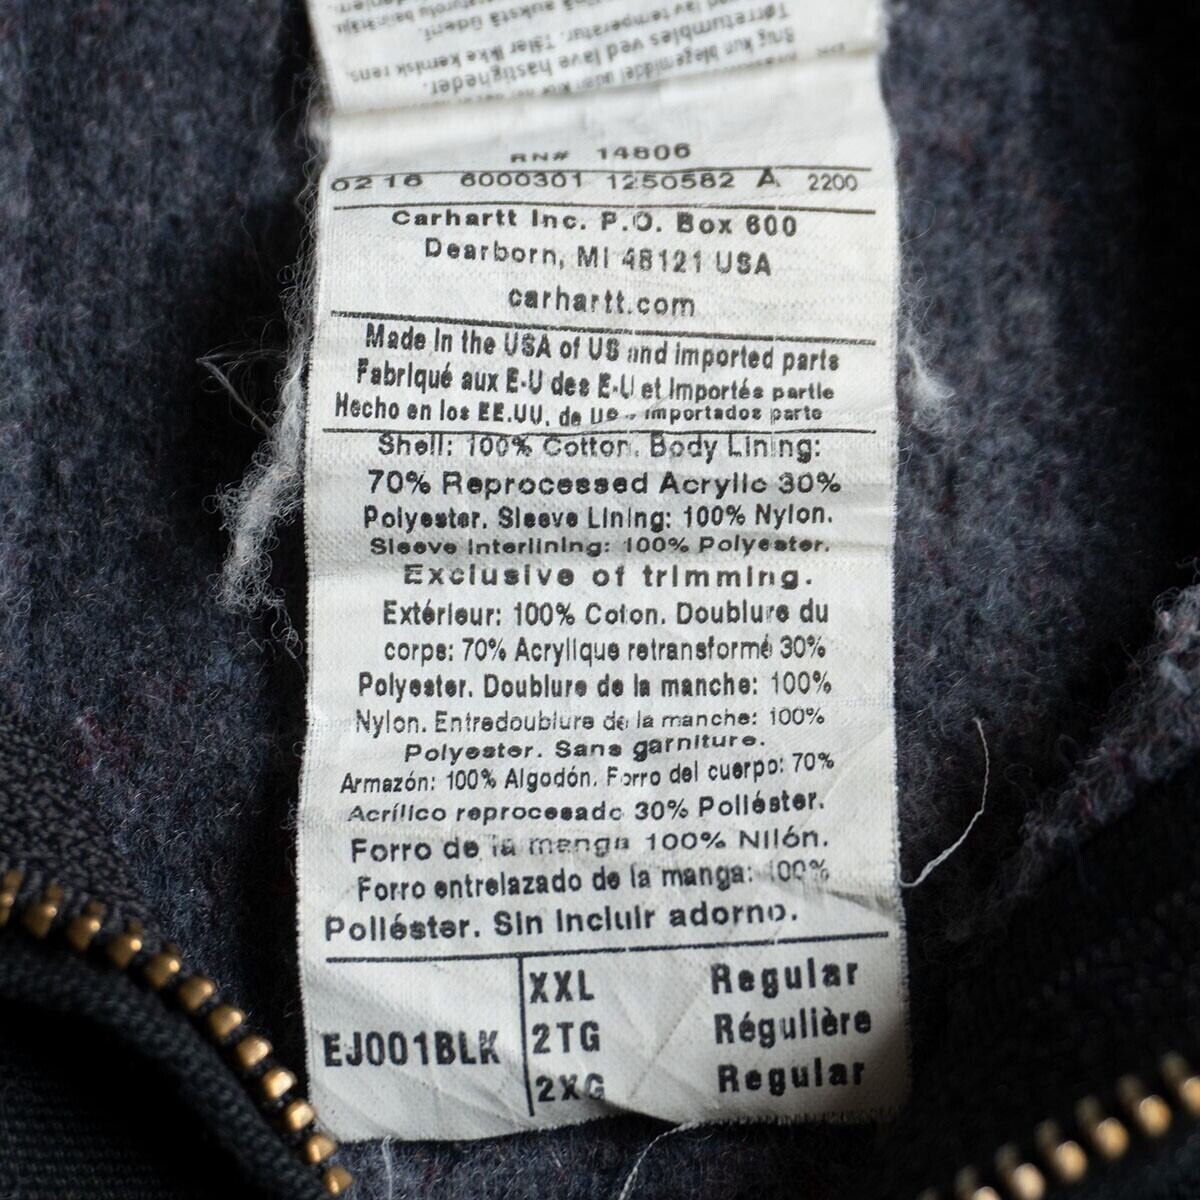 RN# 14806
0216 6000301 1250582 A 2200
Carhartt Inc. P.O. Box 600
Dearborn, MI 48121 USA
carhartt.com
Made in the USA of US and imported parts
Fabriqué aux E-U des E-U et importés partie
Hecho en los EE.UU. de importados parte
Shell: 100% Cotton. Body Lining:
70% Reprocessed Acrylic 30%
Polyester. Sleeve Lining: 100% Nylon.
Sleeve Interlining: 100% Polyester.
Exclusive of trimming.
Extérieur: 100% Coton. Doublure du
corps: 70% Acrylique retransformé 30%
Polyester. Doublure de la manche: 100%
Nylon. Entredoublure de la manche: 100%
Polyester. Sans garniture.
Armazón: 100% Algodón. Forro del cuerpo: 70%
Acrílico reprocesado 30% Poliéster.
Forro de la manga 100% Nilón.
Forro entrelazado de la manga: 100%
Poliéster. Sin incluir adorno.
EJ001BLK
XXL Regular
2TG Régulière
2XG Regular